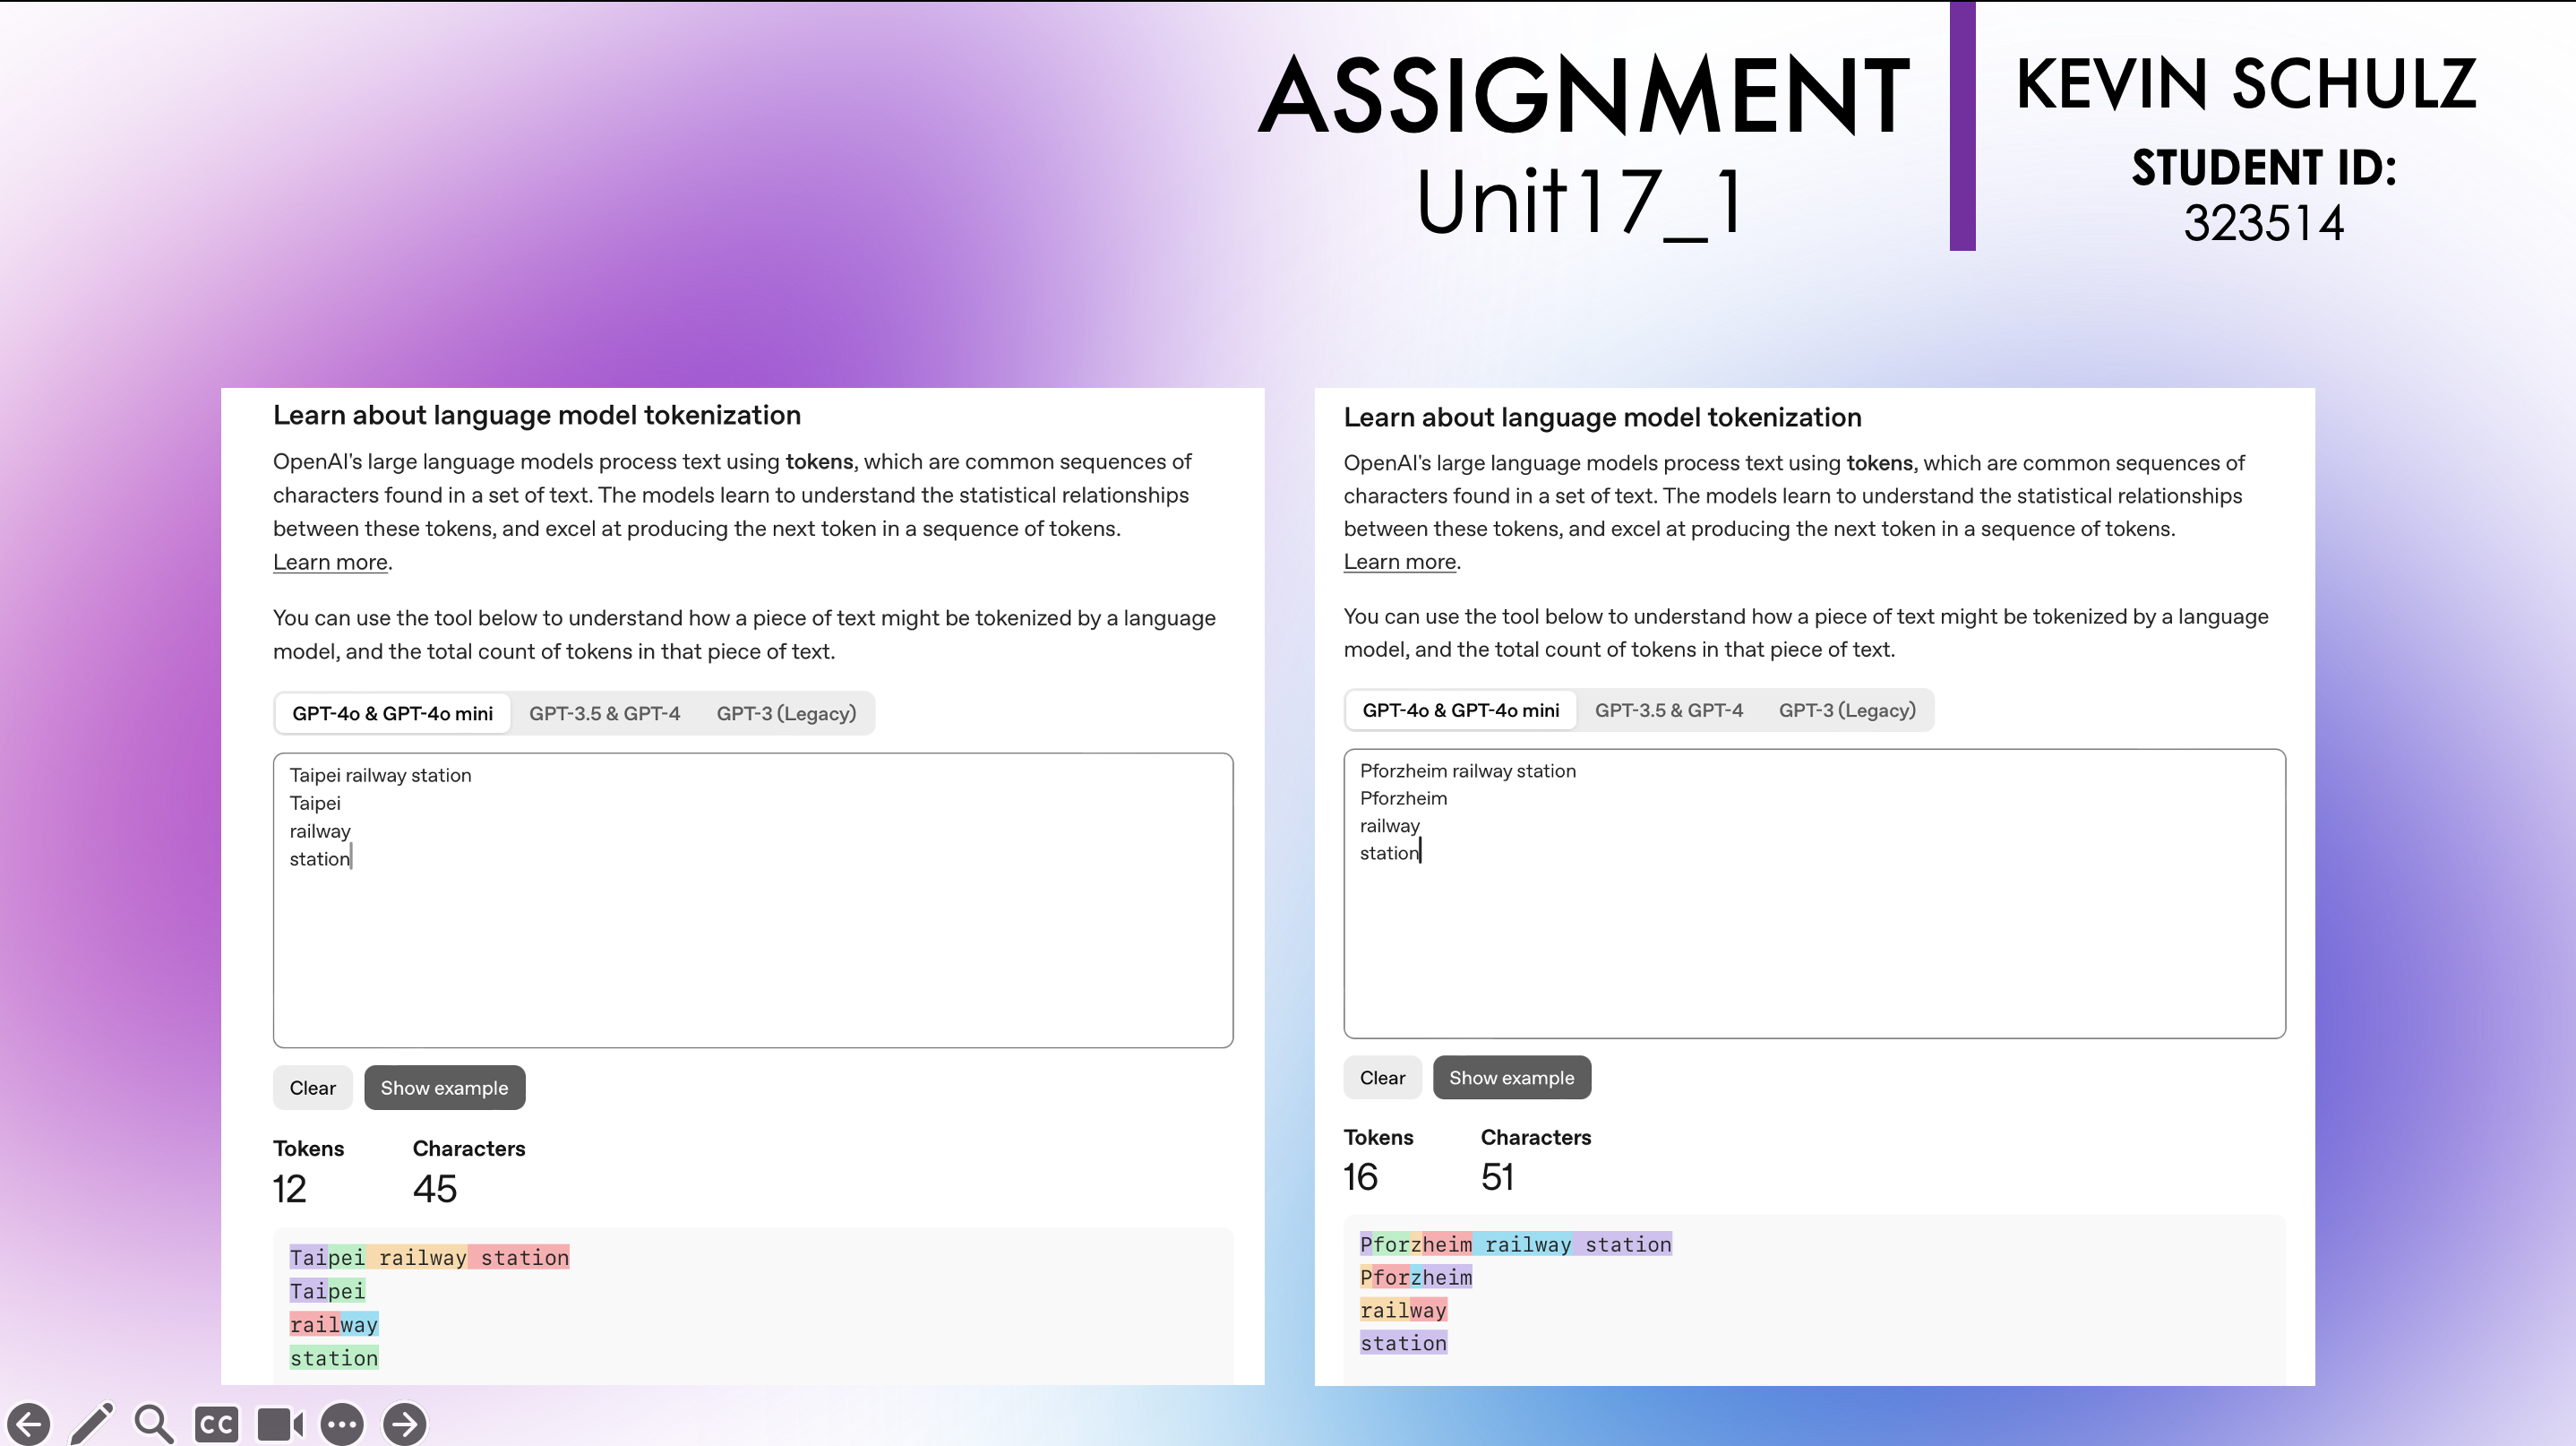 ASSIGNMENT
Unit17_1
KEVIN SCHULZ
STUDENT ID:
323514
Learn about language model tokenization
OpenAI's large language models process text using tokens, which are common sequences of
characters found in a set of text. The models learn to understand the statistical relationships
between these tokens, and excel at producing the next token in a sequence of tokens.
Learn more.
You can use the tool below to understand how a piece of text might be tokenized by a language
model, and the total count of tokens in that piece of text.
GPT-4o & GPT-4o mini GPT-3.5 & GPT-4 GPT-3 (Legacy)
Taipei railway station
Taipei
railway
station
Clear Show example
Tokens Characters
12 45
Taipei railway station
Taipei
railway
station
Learn about language model tokenization
OpenAI's large language models process text using tokens, which are common sequences of
characters found in a set of text. The models learn to understand the statistical relationships
between these tokens, and excel at producing the next token in a sequence of tokens.
Learn more.
You can use the tool below to understand how a piece of text might be tokenized by a language
model, and the total count of tokens in that piece of text.
GPT-4o & GPT-4o mini GPT-3.5 & GPT-4 GPT-3 (Legacy)
Pforzheim railway station
Pforzheim
railway
station
Clear Show example
Tokens Characters
16 51
Pforzheim railway station
Pforzheim
railway
station
CC